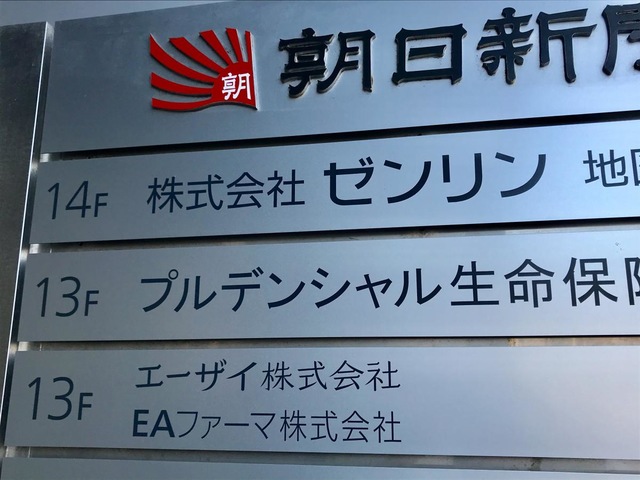 朝
朝日新
14F 株式会社 ゼンリン 地
13F プルデンシャル生命保
13F エーザイ株式会社
EAファーマ株式会社